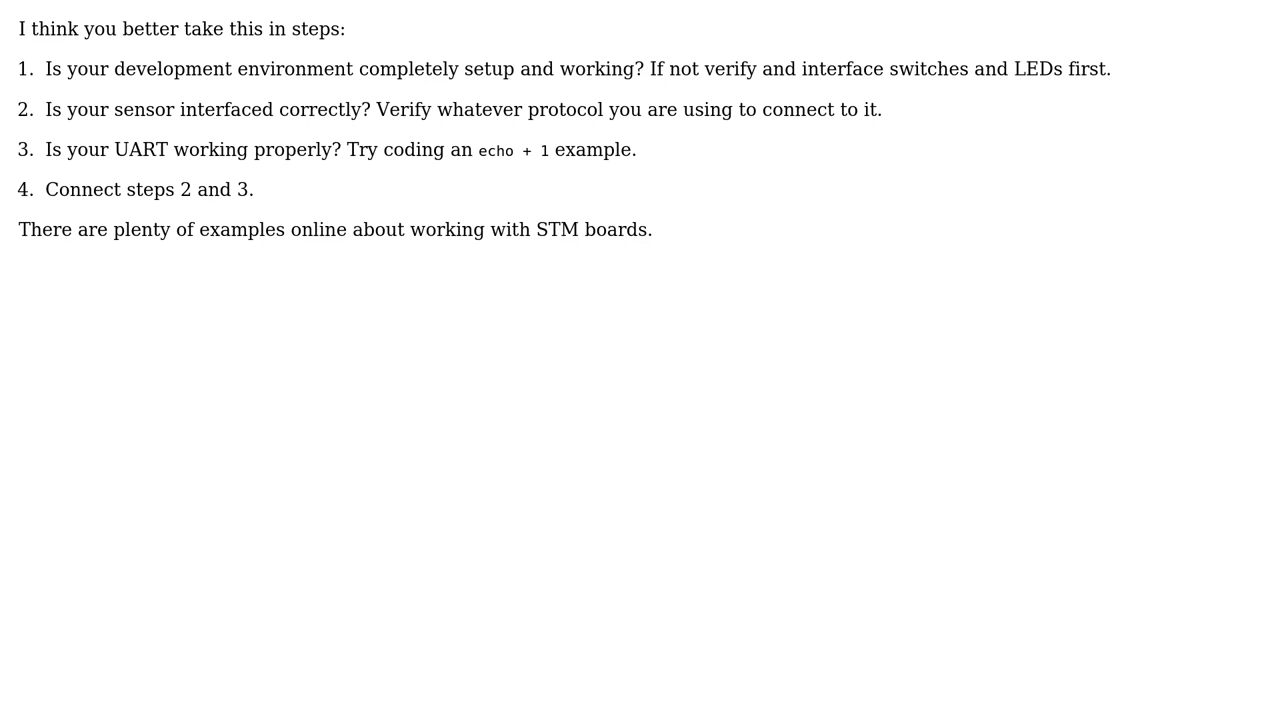 I think you better take this in steps:
1. Is your development environment completely setup and working? If not verify and interface switches and LEDs first.
2. Is your sensor interfaced correctly? Verify whatever protocol you are using to connect to it.
3. Is your UART working properly? Try coding an echo + 1 example.
4. Connect steps 2 and 3.
There are plenty of examples online about working with STM boards.